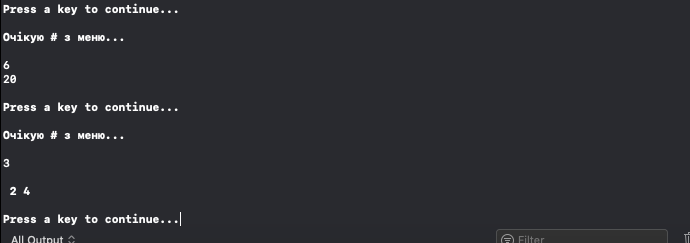 Press a key to continue...
Очікую # з меню...
6
20
Press a key to continue...
Очікую # з меню...
3
2 4
Press a key to continue...
All Output
Filter